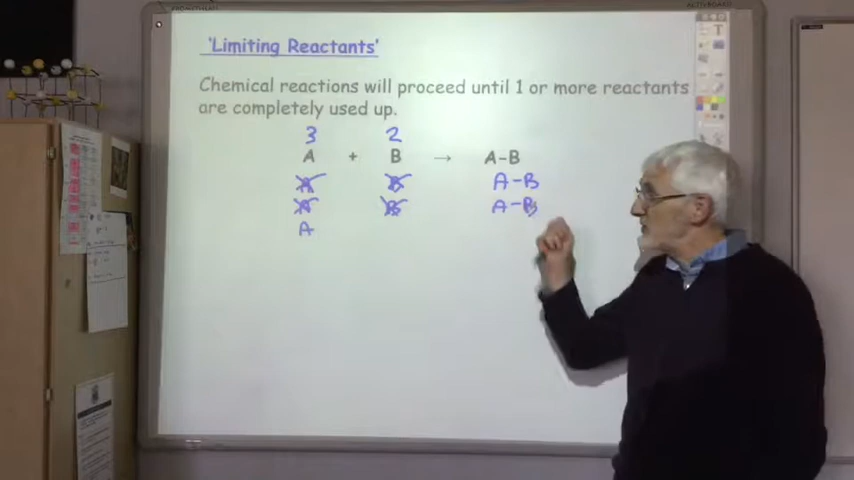 'Limiting Reactants'
Chemical reactions will proceed until 1 or more reactants
are completely used up.
3 2
A + B → A-B
A B A-B
A B A-B
A